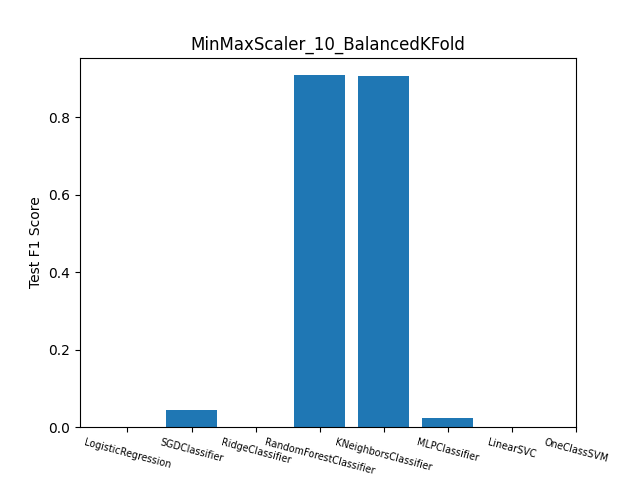 MinMaxScaler_10_BalancedKFold
Test F1 Score
0.8
0.6
0.4
0.2
0.0
LogisticRegression
SGDClassifier
RidgeClassifier
RandomForestClassifier
KNeighborsClassifier
MLPClassifier
LinearSVC
OneClassSVM